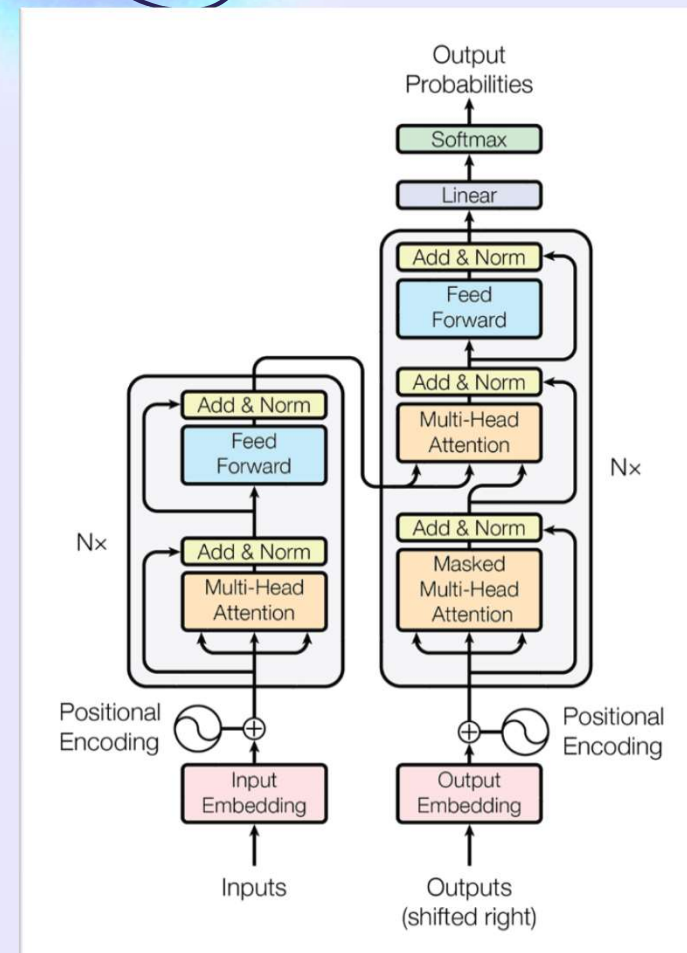 Output
Probabilities
Softmax
Linear
Add & Norm
Feed
Forward
Add & Norm
Multi-Head
Attention
Nx
Add & Norm
Masked
Multi-Head
Attention
Add & Norm
Feed
Forward
Nx
Add & Norm
Multi-Head
Attention
Positional
Encoding
Positional
Encoding
Input
Embedding
Output
Embedding
Inputs
Outputs
(shifted right)